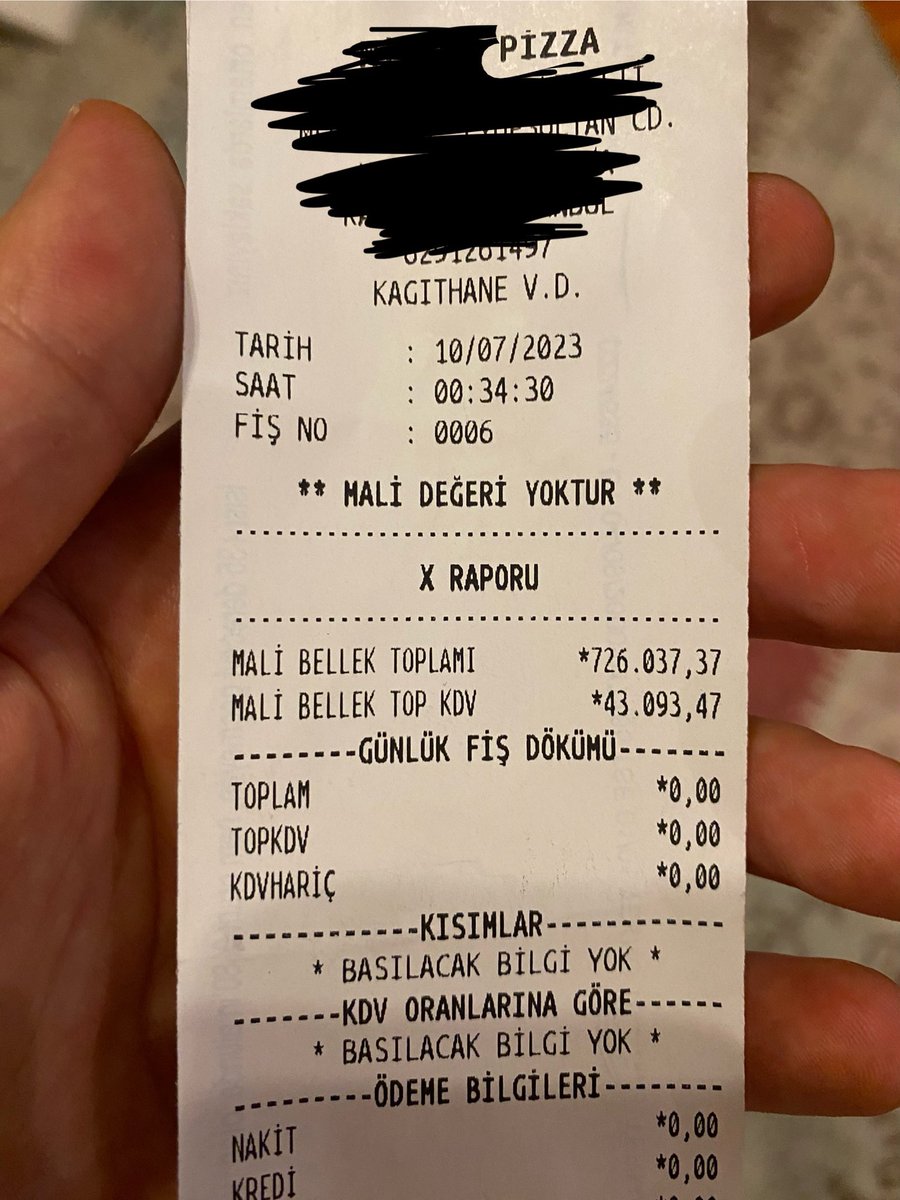 PİZZA
CD.
KAGITHANE V.D.
TARİH : 10/07/2023
SAAT : 00:34:30
FİŞ NO : 0006
** MALİ DEĞERİ YOKTUR **
X RAPORU
MALİ BELLEK TOPLAMI *726.037,37
MALİ BELLEK TOP KDV *43.093,47
--------GÜNLÜK FİŞ DÖKÜMÜ-------
TOPLAM *0,00
TOPKDV *0,00
KDVHARİÇ *0,00
------------KISIMLAR------------
* BASILACAK BİLGİ YOK *
-------KDV ORANLARINA GÖRE------
* BASILACAK BİLGİ YOK *
---------ÖDEME BİLGİLERİ--------
NAKİT *0,00
KREDİ *0,00